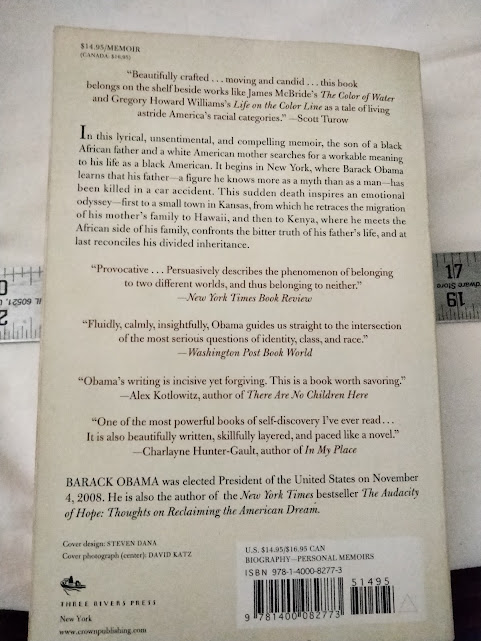 $14.95/MEMOIR
(CANADA: $16.95)
“Beautifully crafted . . . moving and candid . . . this book
belongs on the shelf beside works like James McBride’s The Color of Water
and Gregory Howard Williams’s Life on the Color Line as a tale of living
astride America’s racial categories.” —Scott Turow
In this lyrical, unsentimental, and compelling memoir, the son of a black
African father and a white American mother searches for a workable meaning
to his life as a black American. It begins in New York, where Barack Obama
learns that his father—a figure he knows more as a myth than as a man—has
been killed in a car accident. This sudden death inspires an emotional
odyssey—first to a small town in Kansas, from which he retraces the migration
of his mother’s family to Hawaii, and then to Kenya, where he meets the
African side of his family, confronts the bitter truth of his father’s life, and at
last reconciles his divided inheritance.
“Provocative . . . Persuasively describes the phenomenon of belonging
to two different worlds, and thus belonging to neither.”
—New York Times Book Review
“Fluidly, calmly, insightfully, Obama guides us straight to the intersection
of the most serious questions of identity, class, and race.”
—Washington Post Book World
“Obama’s writing is incisive yet forgiving. This is a book worth savoring.”
—Alex Kotlowitz, author of There Are No Children Here
“One of the most powerful books of self-discovery I’ve ever read . . .
It is also beautifully written, skillfully layered, and paced like a novel.”
—Charlayne Hunter-Gault, author of In My Place
BARACK OBAMA was elected President of the United States on November
4, 2008. He is also the author of the New York Times bestseller The Audacity
of Hope: Thoughts on Reclaiming the American Dream.
Cover design: STEVEN DANA
Cover photograph (center): DAVID KATZ
THREE RIVERS PRESS
New York
www.crownpublishing.com
U.S. $14.95/$16.95 CAN
BIOGRAPHY—PERSONAL MEMOIRS
ISBN 978-1-4000-8277-3
51495
9 781400 082773
0
IL 60521,
2
17
dware Store
19